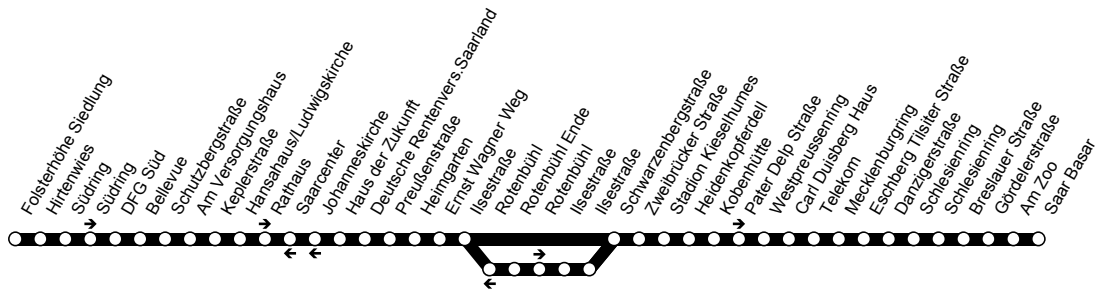 Folsterhöhe Siedlung
Hirtenwies
Südring
Südring
DFG Süd
Bellevue
Schutzbergstraße
Am Versorgungshaus
Keplerstraße
Hansahaus/Ludwigskirche
Rathaus
Saarcenter
Johanneskirche
Haus der Zukunft
Deutsche Rentenvers.Saarland
Preußenstraße
Heimgarten
Ernst Wagner Weg
Ilsestraße
Rotenbühl
Rotenbühl Ende
Rotenbühl
Ilsestraße
Ilsestraße
Schwarzenbergstraße
Zweibrücker Straße
Stadion Kieselhumes
Heidenkopferdell
Kobenhütte
Pater Delp Straße
Westpreussenring
Carl Duisberg Haus
Telekom
Mecklenburgring
Eschberg Tilsiter Straße
Danzigerstraße
Schlesienring
Schlesienring
Breslauer Straße
Gördelerstraße
Am Zoo
Saar Basar